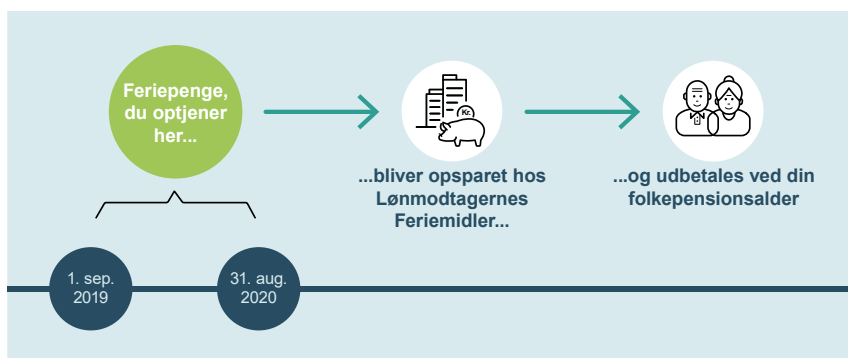 Feriepenge,
du optjener
her...
Kr.
...bliver opsparet hos
Lønmodtagernes
Feriemidler...
...og udbetales ved din
folkepensionsalder
1. sep.
2019
31. aug.
2020